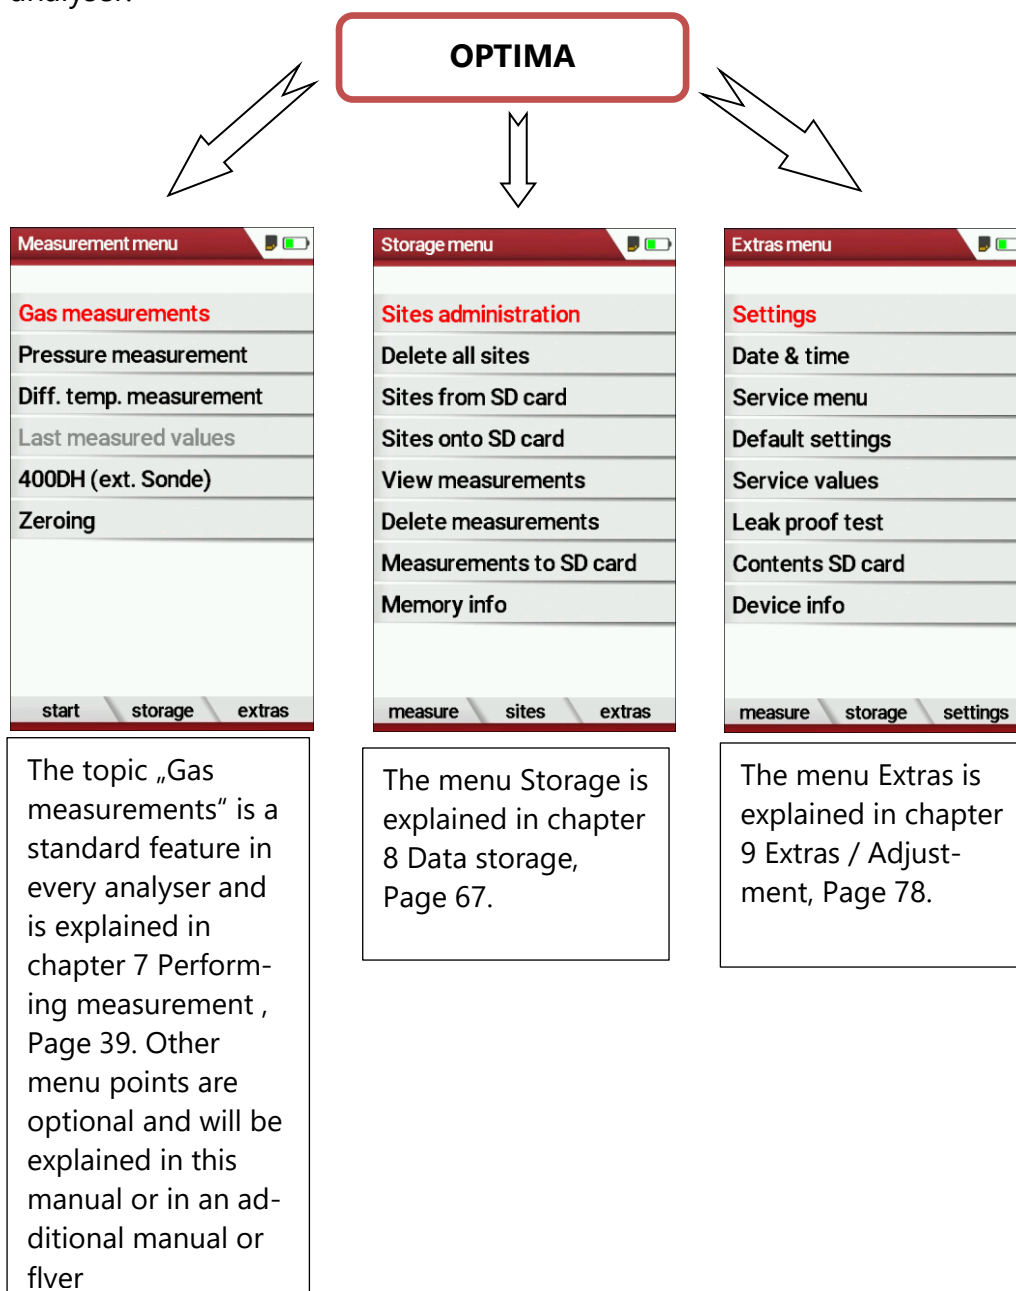 analyser.
OPTIMA
Measurement menu
Gas measurements
Pressure measurement
Diff. temp. measurement
Last measured values
400DH (ext. Sonde)
Zeroing
start storage extras
The topic „Gas
measurements“ is a
standard feature in
every analyser and
is explained in
chapter 7 Perform-
ing measurement ,
Page 39. Other
menu points are
optional and will be
explained in this
manual or in an ad-
ditional manual or
flyer
Storage menu
Sites administration
Delete all sites
Sites from SD card
Sites onto SD card
View measurements
Delete measurements
Measurements to SD card
Memory info
measure sites extras
The menu Storage is
explained in chapter
8 Data storage,
Page 67.
Extras menu
Settings
Date & time
Service menu
Default settings
Service values
Leak proof test
Contents SD card
Device info
measure storage settings
The menu Extras is
explained in chapter
9 Extras / Adjust-
ment, Page 78.